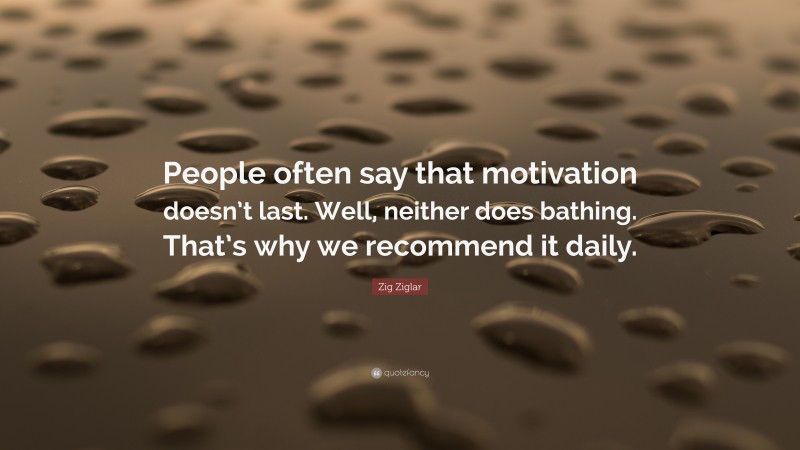 People often say that motivation
doesn’t last. Well, neither does bathing.
That’s why we recommend it daily.
Zig Ziglar
quotefancy